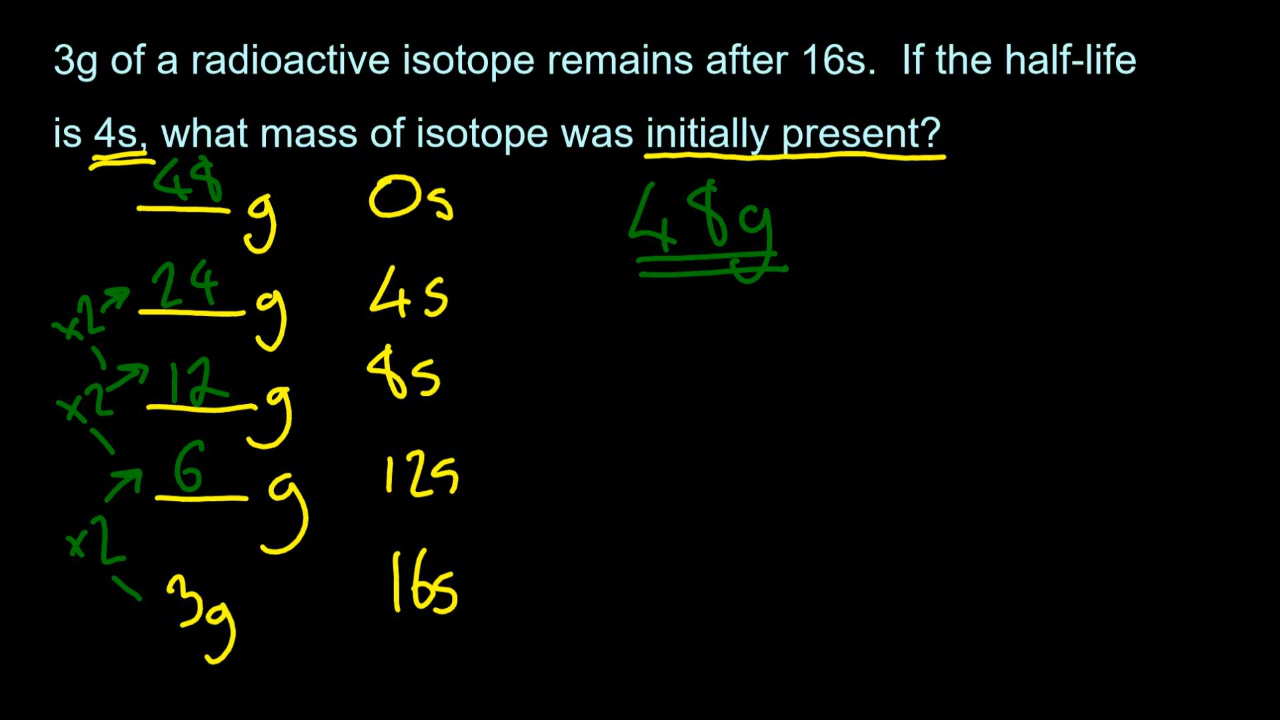 3g of a radioactive isotope remains after 16s. If the half-life
is 4s, what mass of isotope was initially present?
48 g 0s 48g
x2 24 g 4s
x2 12 g 8s
6 g 12s
x2
3g 16s